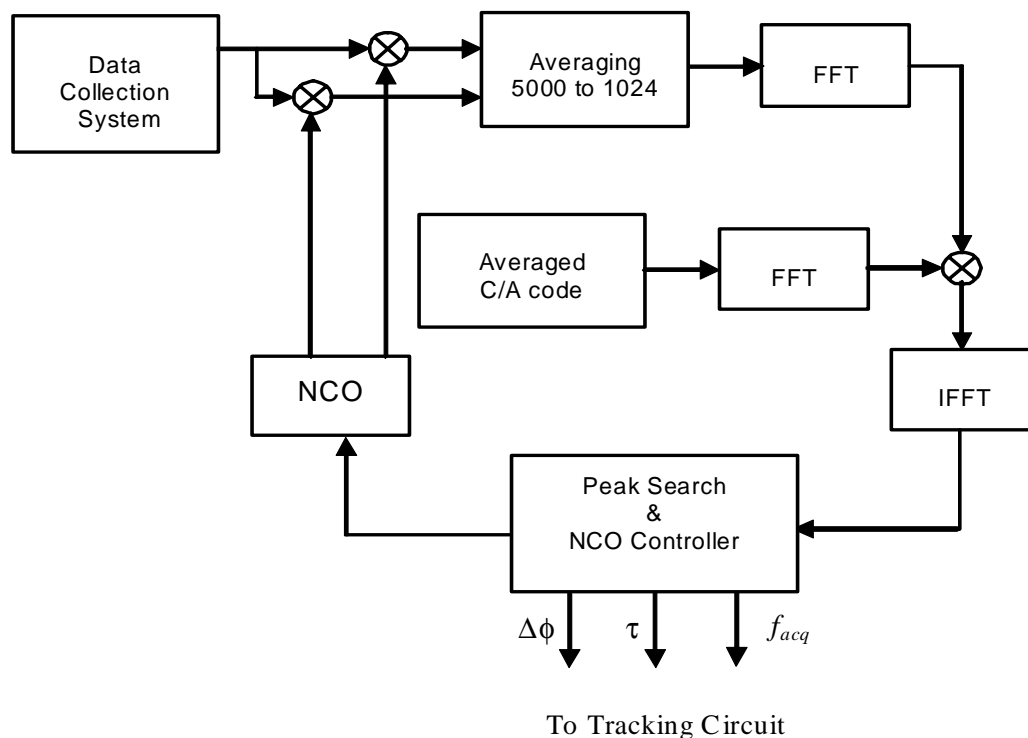 Data
Collection
System
Averaging
5000 to 1024
FFT
Averaged
C/A code
FFT
NCO
IFFT
Peak Search
&
NCO Controller
Δϕ
τ
f_acq
To Tracking Circuit